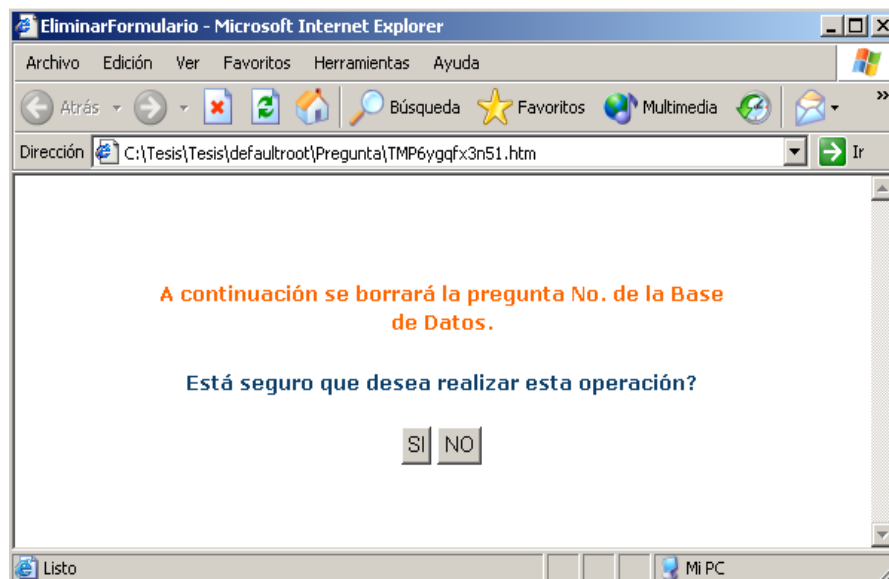 EliminarFormulario - Microsoft Internet Explorer
Archivo Edición Ver Favoritos Herramientas Ayuda
Atrás Búsqueda Favoritos Multimedia »
Dirección C:\Tesis\Tesis\defaultroot\Pregunta\TMP6ygqfx3n51.htm Ir
A continuación se borrará la pregunta No. de la Base
de Datos.
Está seguro que desea realizar esta operación?
SI NO
Listo Mi PC